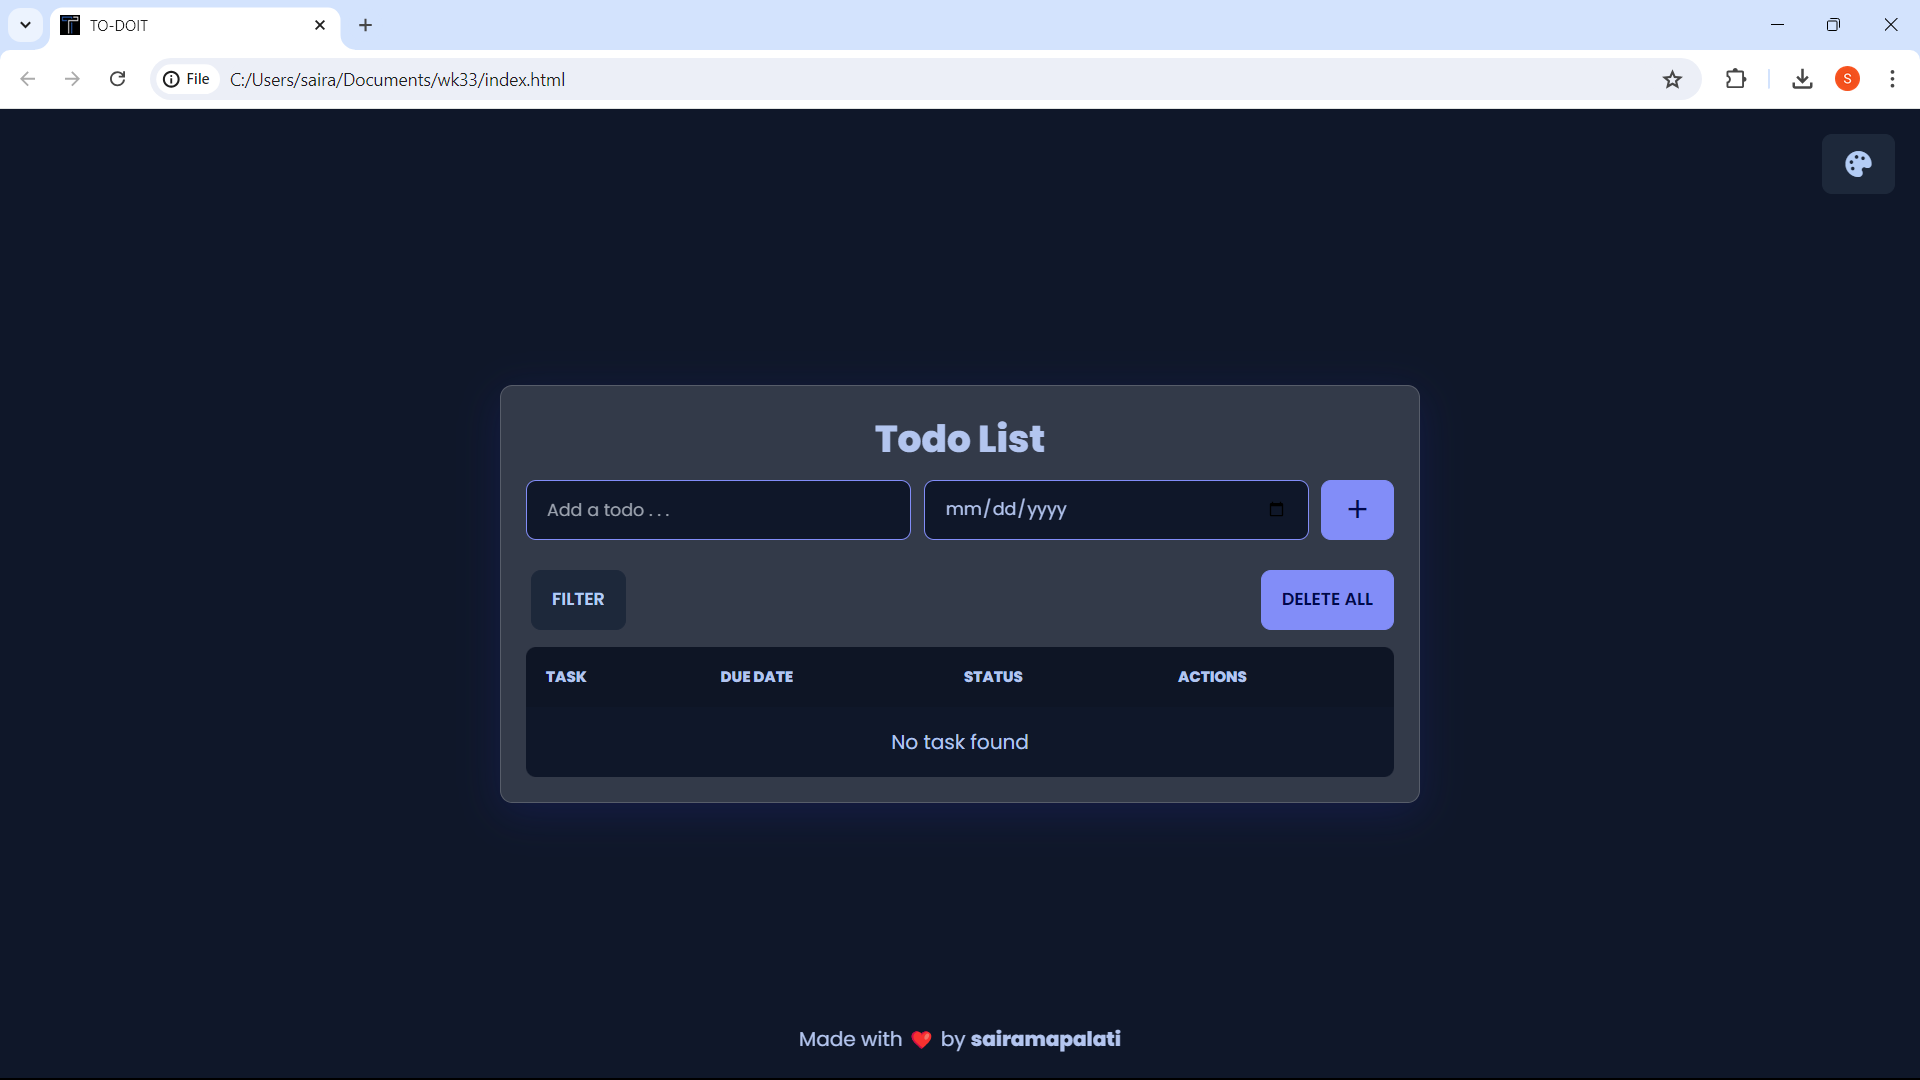 TO-DOIT
File C:/Users/saira/Documents/wk33/index.html
S
Todo List
Add a todo . . .
mm/dd/yyyy
+
FILTER
DELETE ALL
TASK DUE DATE STATUS ACTIONS
No task found
Made with ❤️ by sairamapalati